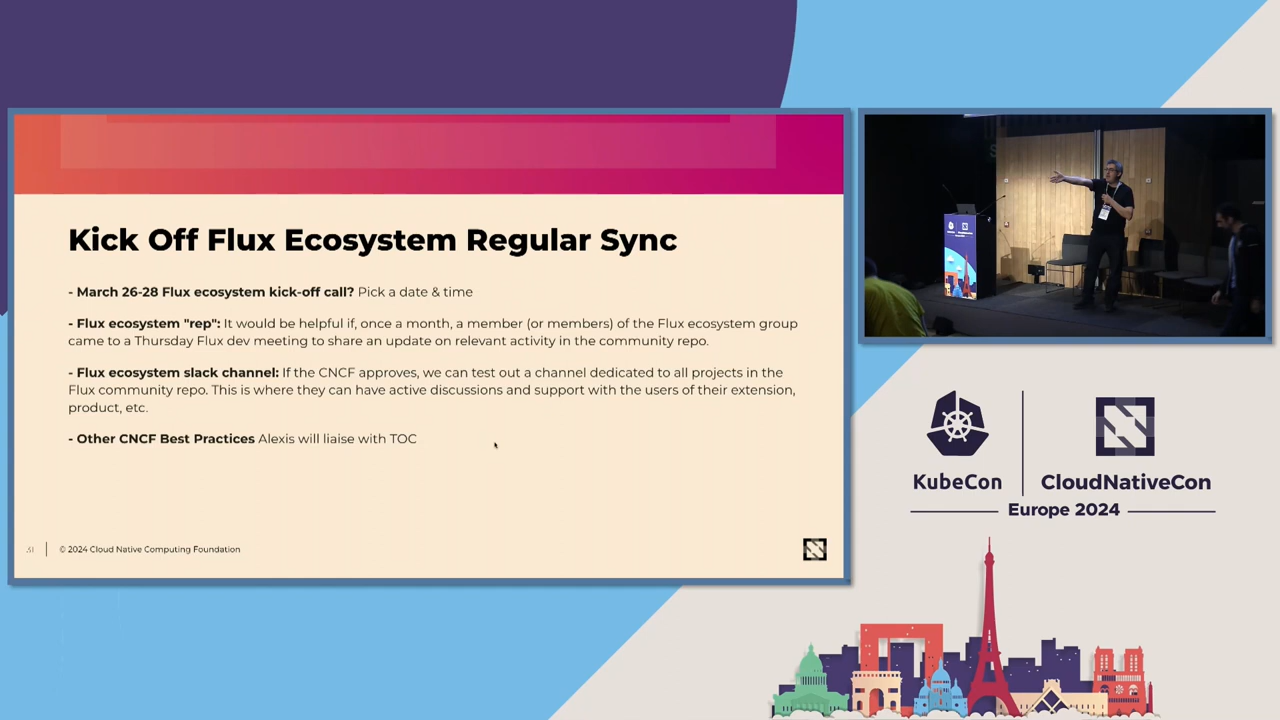 Kick Off Flux Ecosystem Regular Sync
- March 26-28 Flux ecosystem kick-off call? Pick a date & time
- Flux ecosystem "rep": It would be helpful if, once a month, a member (or members) of the Flux ecosystem group
came to a Thursday Flux dev meeting to share an update on relevant activity in the community repo.
- Flux ecosystem slack channel: If the CNCF approves, we can test out a channel dedicated to all projects in the
Flux community repo. This is where they can have active discussions and support with the users of their extension,
product, etc.
- Other CNCF Best Practices Alexis will liaise with TOC
31
© 2024 Cloud Native Computing Foundation
KubeCon
CloudNativeCon
Europe 2024